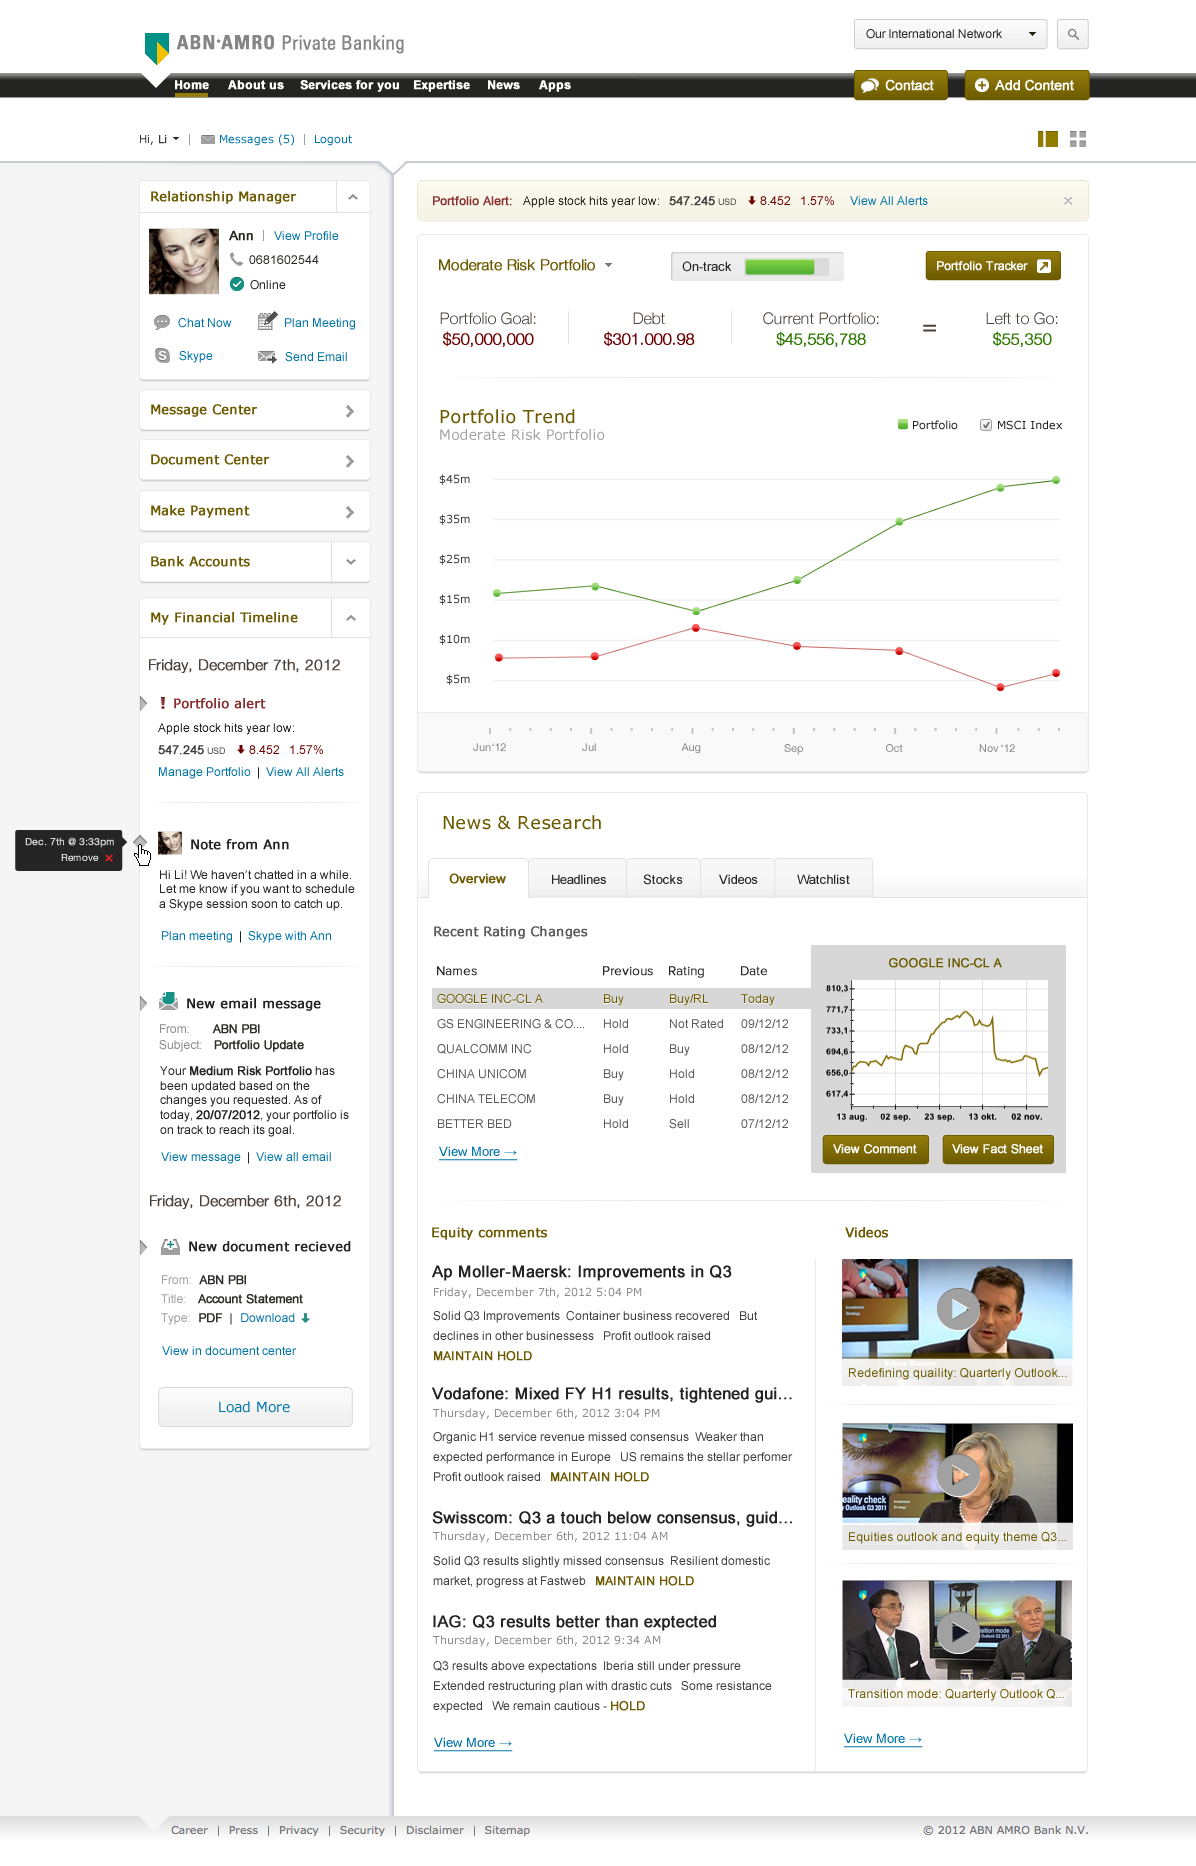 ABN·AMRO Private Banking
Our International Network
Home About us Services for you Expertise News Apps
Contact
Add Content
Hi, Li | Messages (5) | Logout
Relationship Manager
Ann | View Profile
0681602544
Online
Chat Now Plan Meeting
Skype Send Email
Message Center
Document Center
Make Payment
Bank Accounts
My Financial Timeline
Friday, December 7th, 2012
! Portfolio alert
Apple stock hits year low:
547.245 USD 8.452 1.57%
Manage Portfolio | View All Alerts
Dec. 7th @ 3:33pm
Remove ×
Note from Ann
Hi Li! We haven't chatted in a while.
Let me know if you want to schedule
a Skype session soon to catch up.
Plan meeting | Skype with Ann
New email message
From: ABN PBI
Subject: Portfolio Update
Your Medium Risk Portfolio has
been updated based on the
changes you requested. As of
today, 20/07/2012, your portfolio is
on track to reach its goal.
View message | View all email
Friday, December 6th, 2012
New document recieved
From: ABN PBI
Title: Account Statement
Type: PDF | Download
View in document center
Load More
Portfolio Alert: Apple stock hits year low: 547.245 USD 8.452 1.57% View All Alerts ×
Moderate Risk Portfolio
On-track
Portfolio Tracker
Portfolio Goal: Debt Current Portfolio: = Left to Go:
$50,000,000 $301.000.98 $45,556,788 $55,350
Portfolio Trend
Moderate Risk Portfolio
Portfolio MSCI Index
$45m
$35m
$25m
$15m
$10m
$5m
Jun'12 Jul Aug Sep Oct Nov '12
News & Research
Overview Headlines Stocks Videos Watchlist
Recent Rating Changes
Names Previous Rating Date
GOOGLE INC-CL A Buy Buy/RL Today
GS ENGINEERING & CO.... Hold Not Rated 09/12/12
QUALCOMM INC Hold Buy 08/12/12
CHINA UNICOM Buy Hold 08/12/12
CHINA TELECOM Buy Hold 08/12/12
BETTER BED Hold Sell 07/12/12
View More →
GOOGLE INC-CL A
810,3
771,7
733,1
694,6
656,0
617,4
13 aug. 02 sep. 23 sep. 13 okt. 02 nov.
View Comment
View Fact Sheet
Equity comments
Ap Moller-Maersk: Improvements in Q3
Friday, December 7th, 2012 5:04 PM
Solid Q3 Improvements Container business recovered But
declines in other businessess Profit outlook raised
MAINTAIN HOLD
Vodafone: Mixed FY H1 results, tightened gui...
Thursday, December 6th, 2012 3:04 PM
Organic H1 service revenue missed consensus Weaker than
expected performance in Europe US remains the stellar perfomer
Profit outlook raised MAINTAIN HOLD
Swisscom: Q3 a touch below consensus, guid...
Thursday, December 6th, 2012 11:04 AM
Solid Q3 results slightly missed consensus Resilient domestic
market, progress at Fastweb MAINTAIN HOLD
IAG: Q3 results better than exptected
Thursday, December 6th, 2012 9:34 AM
Q3 results above expectations Iberia still under pressure
Extended restructuring plan with drastic cuts Some resistance
expected We remain cautious - HOLD
View More →
Videos
Investment
Strategy
Redefining quaility: Quarterly Outlook...
eality check
Outlook Q3 2011
Investment
Strategy
Equities outlook and equity theme Q3...
sition mode
Outlook Q2 2011
Transition mode: Quarterly Outlook Q...
View More →
Career | Press | Privacy | Security | Disclaimer | Sitemap
© 2012 ABN AMRO Bank N.V.